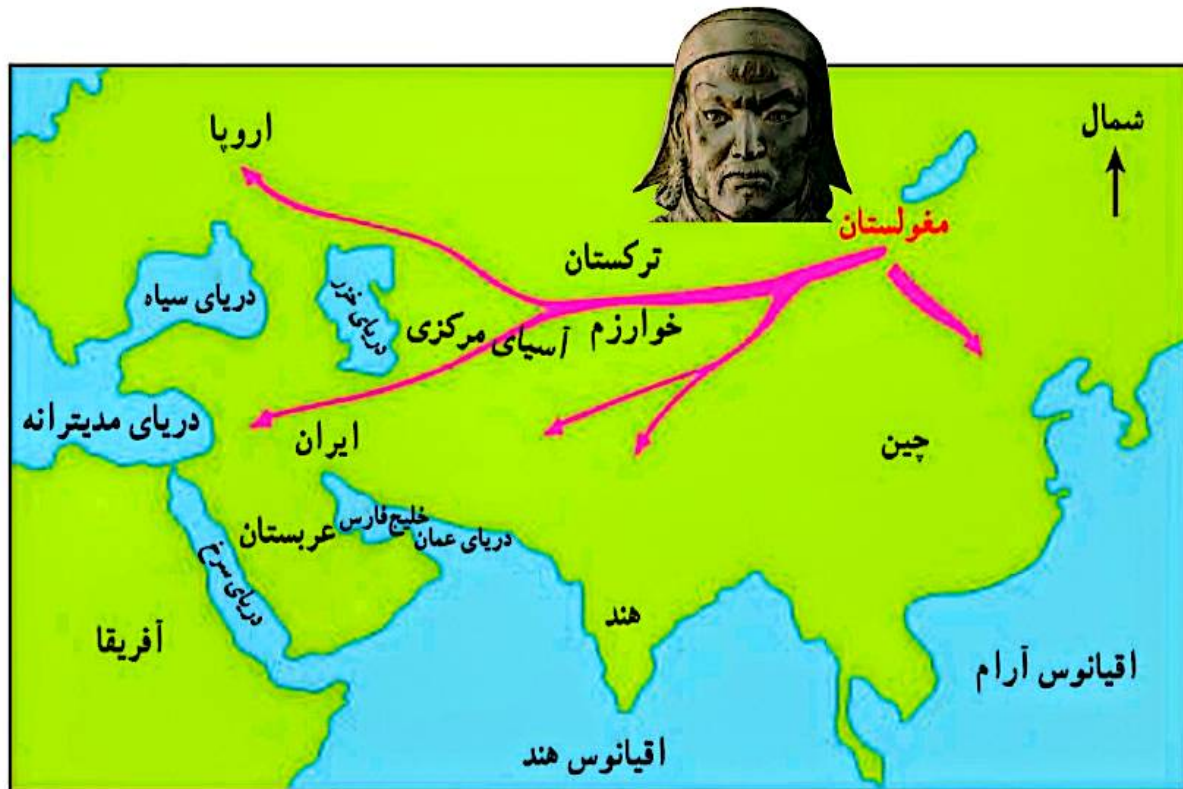 شمال
اروپا
مغولستان
ترکستان
دریای سیاه
دریای خزر
خوارزم
آسیای مرکزی
دریای مدیترانه
ایران
چین
خلیج فارس
عربستان
دریای عمان
دریای سرخ
هند
آفریقا
اقیانوس آرام
اقیانوس هند